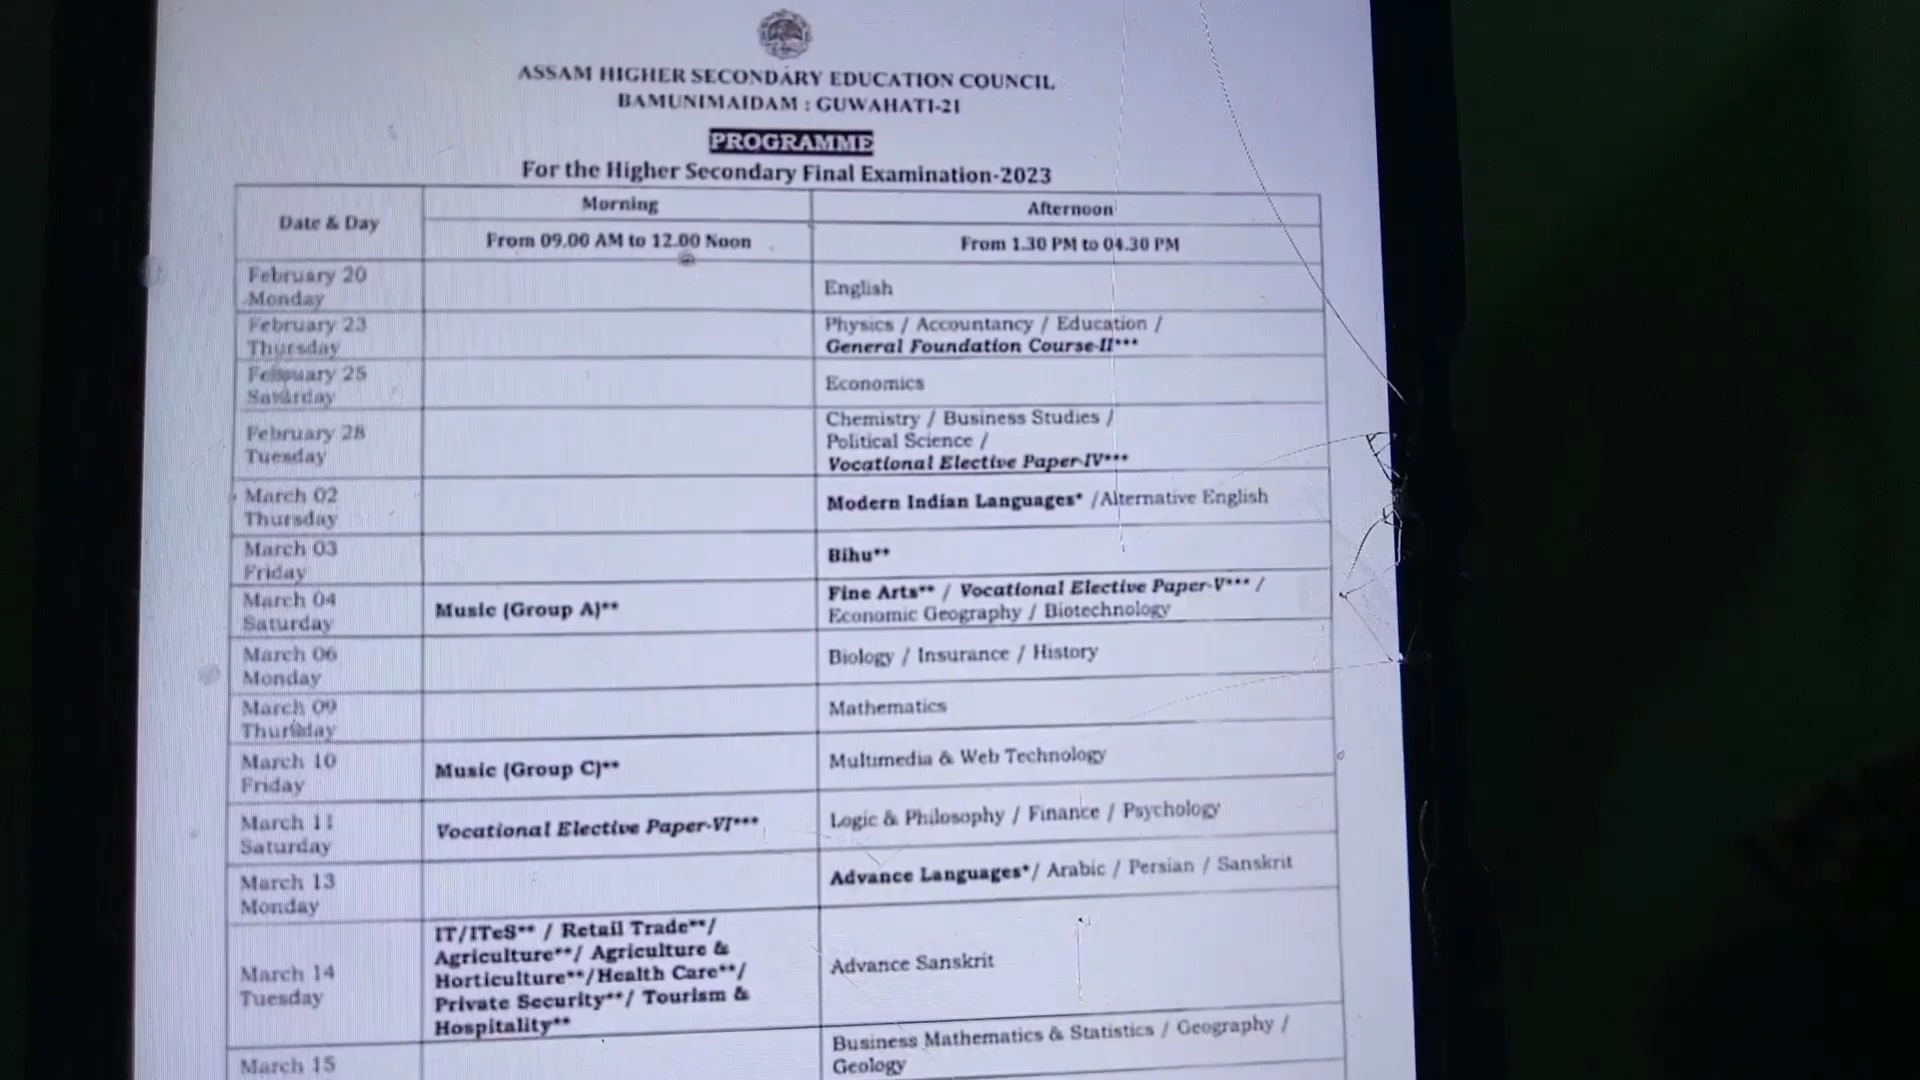 ASSAM HIGHER SECONDARY EDUCATION COUNCIL
BAMUNIMAIDAM : GUWAHATI-21
PROGRAMME
For the Higher Secondary Final Examination-2023
Date & Day
Morning
Afternoon
From 09.00 AM to 12.00 Noon
From 1.30 PM to 04.30 PM
February 20
Monday
English
February 23
Thursday
Physics / Accountancy / Education /
General Foundation Course-II***
February 25
Saturday
Economics
February 28
Tuesday
Chemistry / Business Studies /
Political Science /
Vocational Elective Paper-IV***
March 02
Thursday
Modern Indian Languages* /Alternative English
March 03
Friday
Bihu**
March 04
Saturday
Music (Group A)**
Fine Arts** / Vocational Elective Paper-V*** /
Economic Geography / Biotechnology
March 06
Monday
Biology / Insurance / History
March 09
Thursday
Mathematics
March 10
Friday
Music (Group C)**
Multimedia & Web Technology
March 11
Saturday
Vocational Elective Paper-VI***
Logic & Philosophy / Finance / Psychology
March 13
Monday
Advance Languages*/ Arabic / Persian / Sanskrit
March 14
Tuesday
IT/ITeS** / Retail Trade**/
Agriculture**/ Agriculture &
Horticulture**/Health Care**/
Private Security**/ Tourism &
Hospitality**
Advance Sanskrit
March 15
Business Mathematics & Statistics / Geography /
Geology